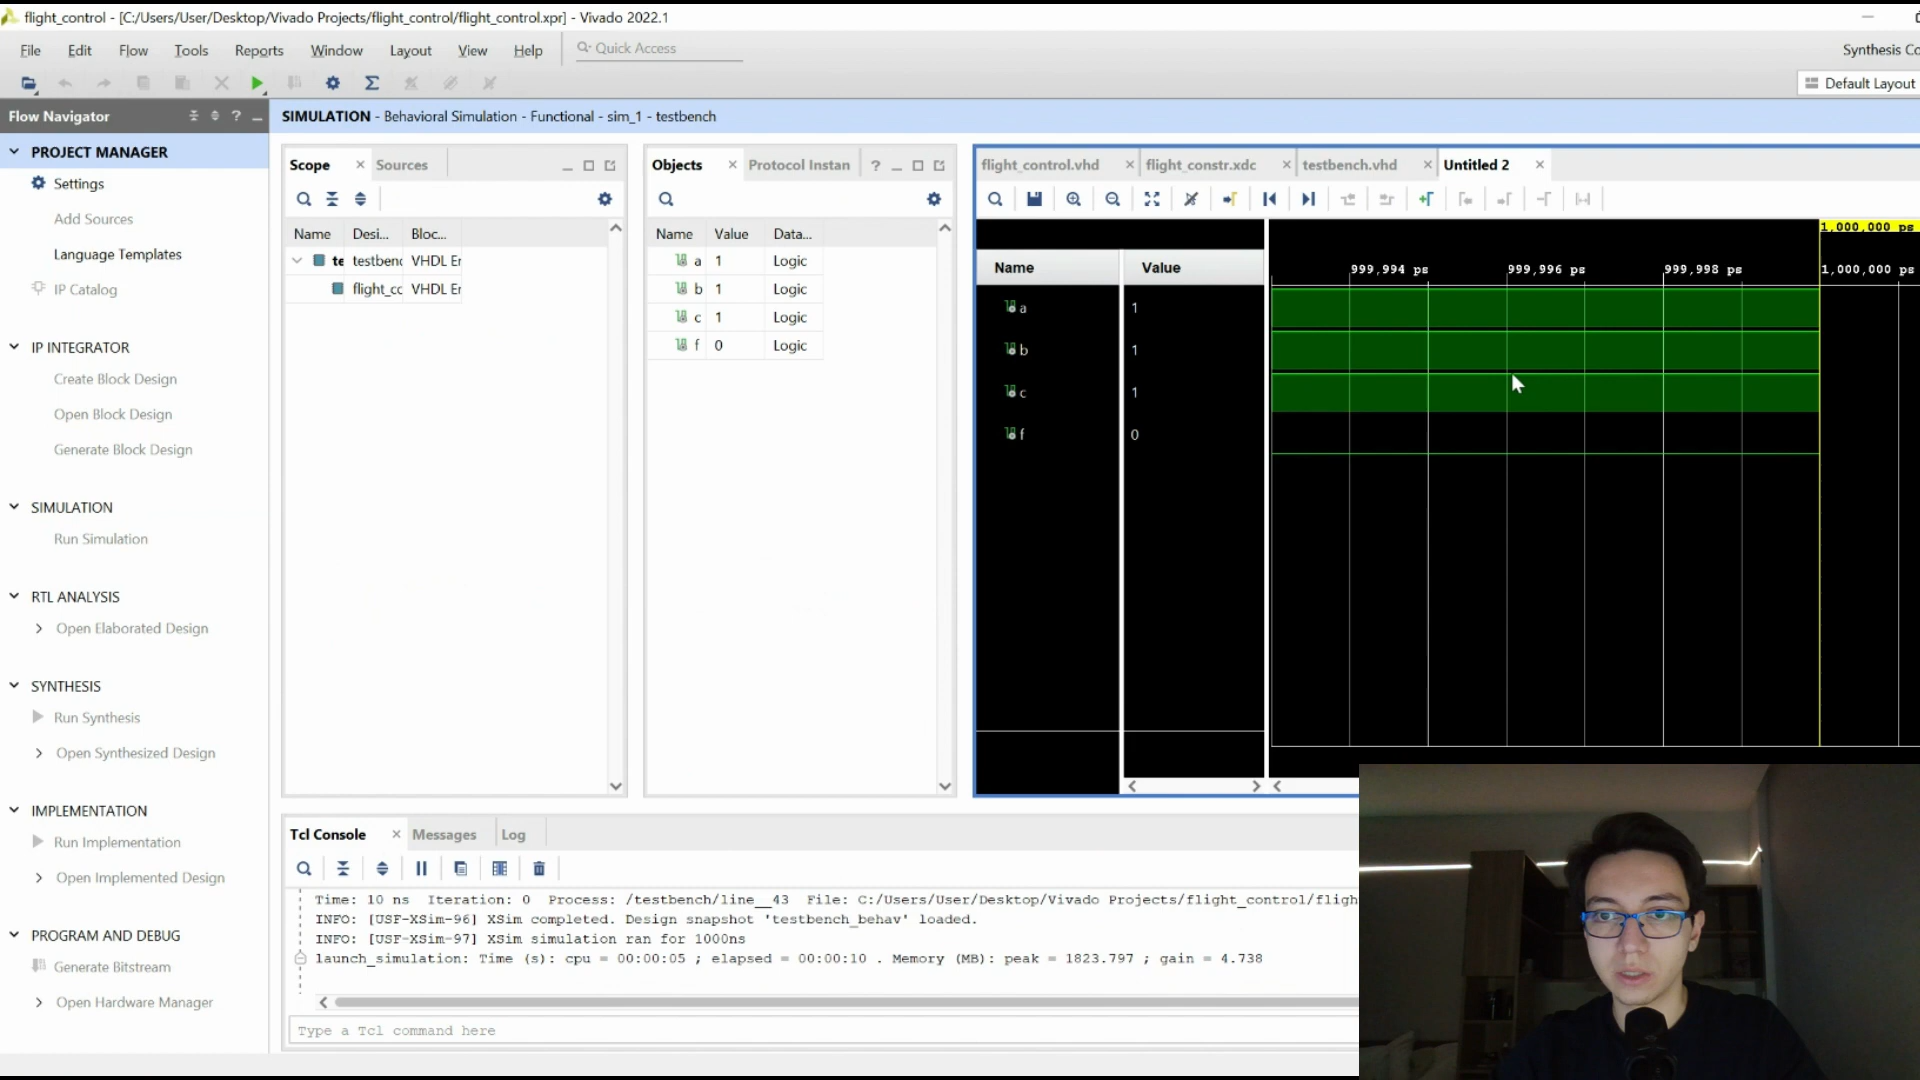 flight_control - [C:/Users/User/Desktop/Vivado Projects/flight_control/flight_control.xpr] - Vivado 2022.1
File Edit Flow Tools Reports Window Layout View Help Quick Access
Synthesis Co
Default Layout
Flow Navigator
SIMULATION - Behavioral Simulation - Functional - sim_1 - testbench
PROJECT MANAGER
Settings
Add Sources
Language Templates
IP Catalog
IP INTEGRATOR
Create Block Design
Open Block Design
Generate Block Design
SIMULATION
Run Simulation
RTL ANALYSIS
Open Elaborated Design
SYNTHESIS
Run Synthesis
Open Synthesized Design
IMPLEMENTATION
Run Implementation
Open Implemented Design
PROGRAM AND DEBUG
Generate Bitstream
Open Hardware Manager
Scope Sources
Name Desi... Bloc...
te testbenc VHDL Er
flight_cc VHDL Er
Objects Protocol Instan
Name Value Data...
a 1 Logic
b 1 Logic
c 1 Logic
f 0 Logic
flight_control.vhd flight_constr.xdc testbench.vhd Untitled 2
1,000,000 ps
Name Value
999,994 ps 999,996 ps 999,998 ps 1,000,000 ps
a 1
b 1
c 1
f 0
Tcl Console Messages Log
Time: 10 ns Iteration: 0 Process: /testbench/line__43 File: C:/Users/User/Desktop/Vivado Projects/flight_control/fligh
INFO: [USF-XSim-96] XSim completed. Design snapshot 'testbench_behav' loaded.
INFO: [USF-XSim-97] XSim simulation ran for 1000ns
launch_simulation: Time (s): cpu = 00:00:05 ; elapsed = 00:00:10 . Memory (MB): peak = 1823.797 ; gain = 4.738
Type a Tcl command here